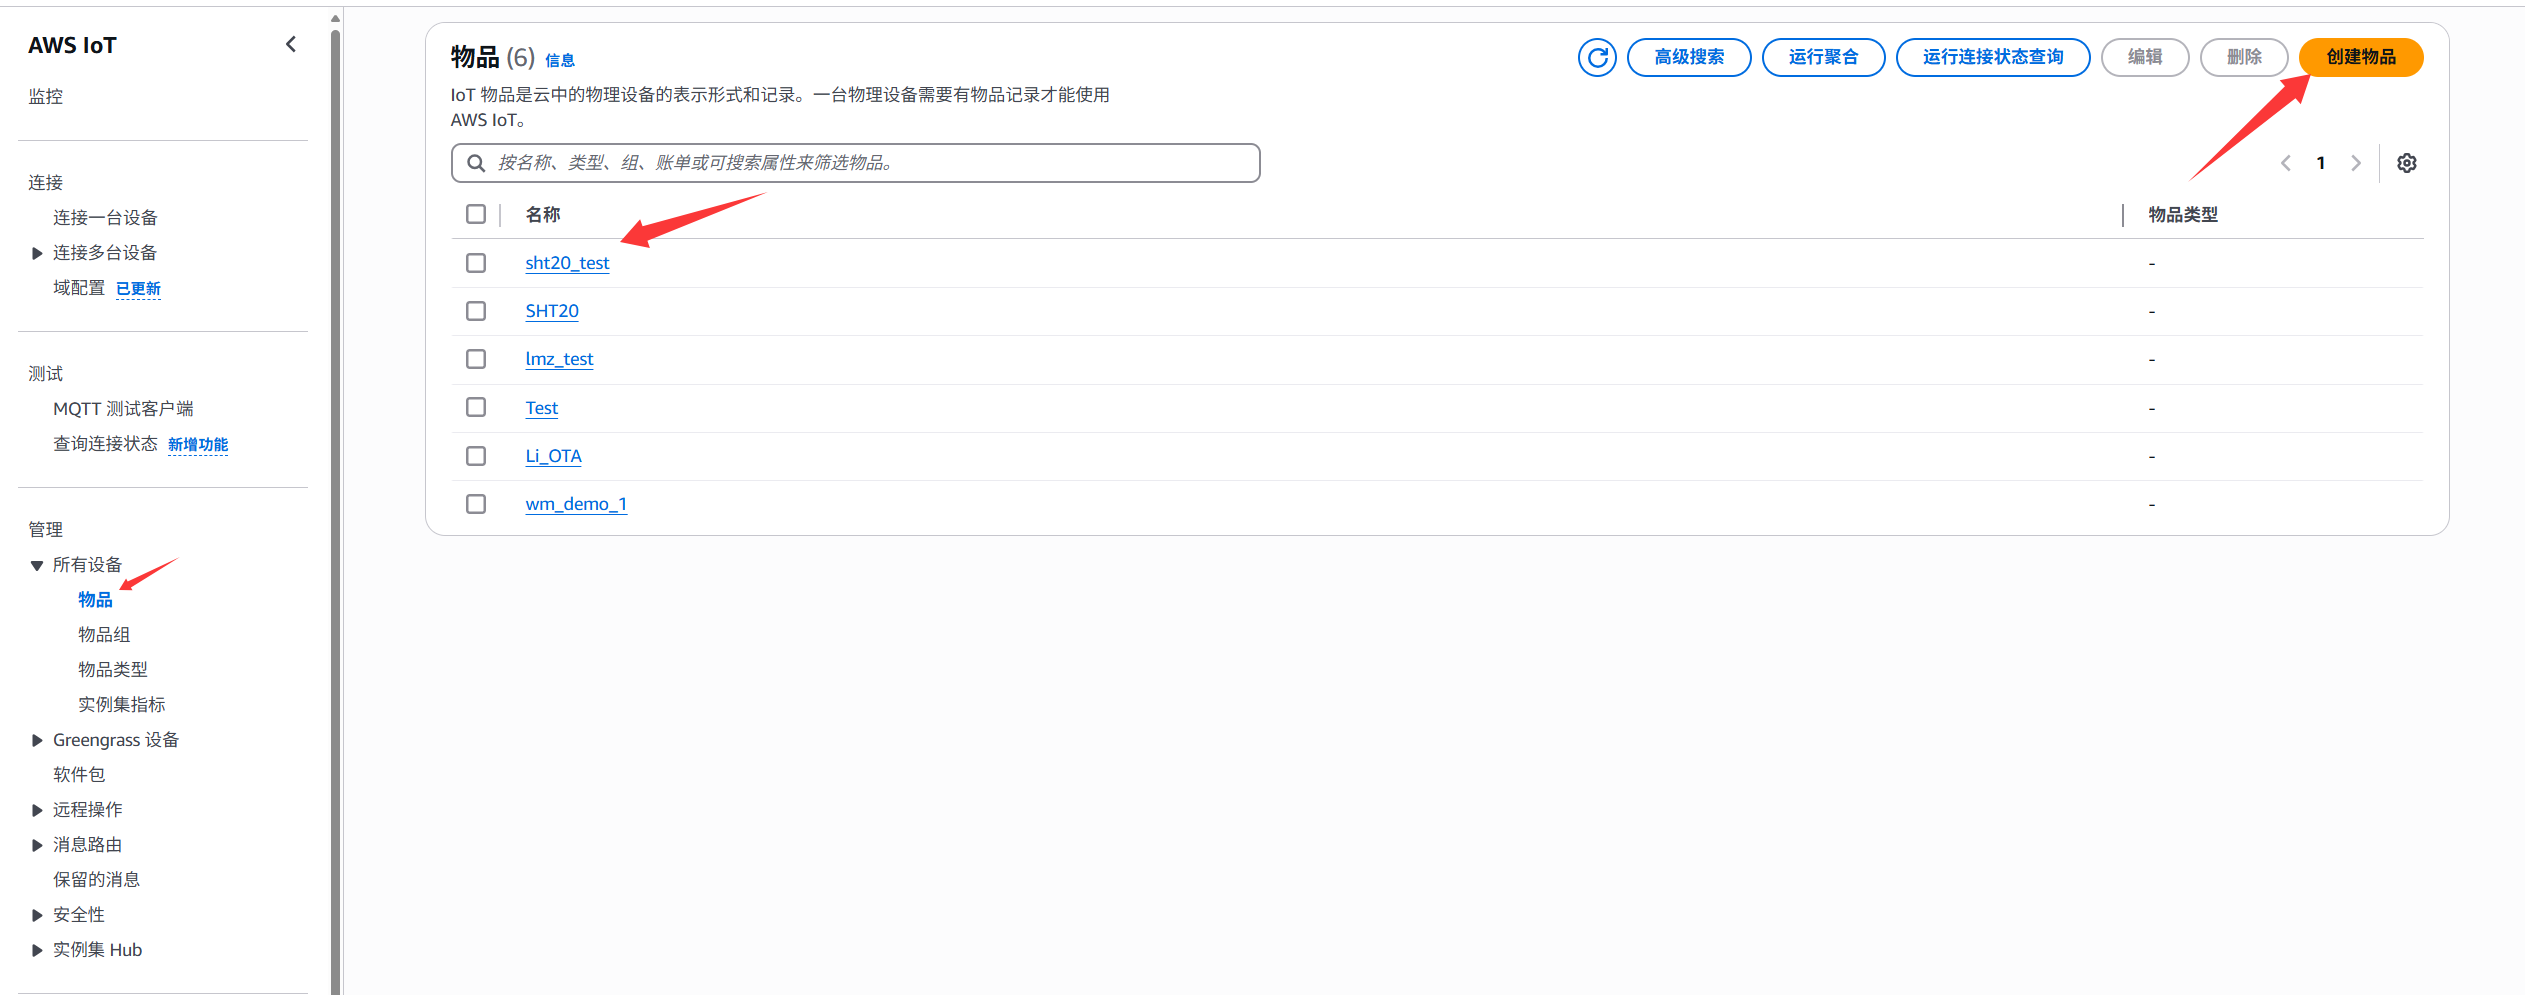 AWS IoT
监控
连接
连接一台设备
连接多台设备
域配置 已更新
测试
MQTT 测试客户端
查询连接状态 新增功能
管理
所有设备
物品
物品组
物品类型
实例集指标
Greengrass 设备
软件包
远程操作
消息路由
保留的消息
安全性
实例集 Hub
物品 (6) 信息
高级搜索 运行聚合 运行连接状态查询 编辑 删除 创建物品
IoT 物品是云中的物理设备的表示形式和记录。一台物理设备需要有物品记录才能使用
AWS IoT。
按名称、类型、组、账单或可搜索属性来筛选物品。
1
名称 物品类型
sht20_test -
SHT20 -
lmz_test -
Test -
Li_OTA -
wm_demo_1 -